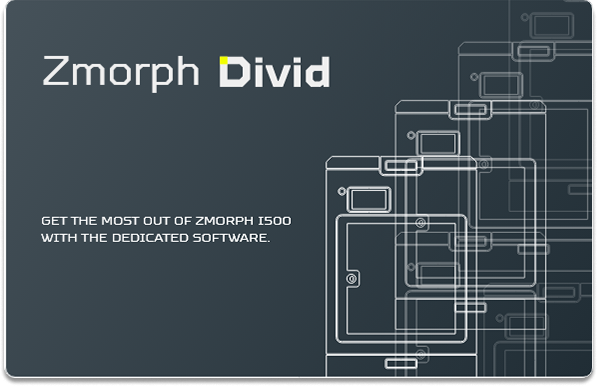 Zmorph Divid
GET THE MOST OUT OF ZMORPH I500
WITH THE DEDICATED SOFTWARE.